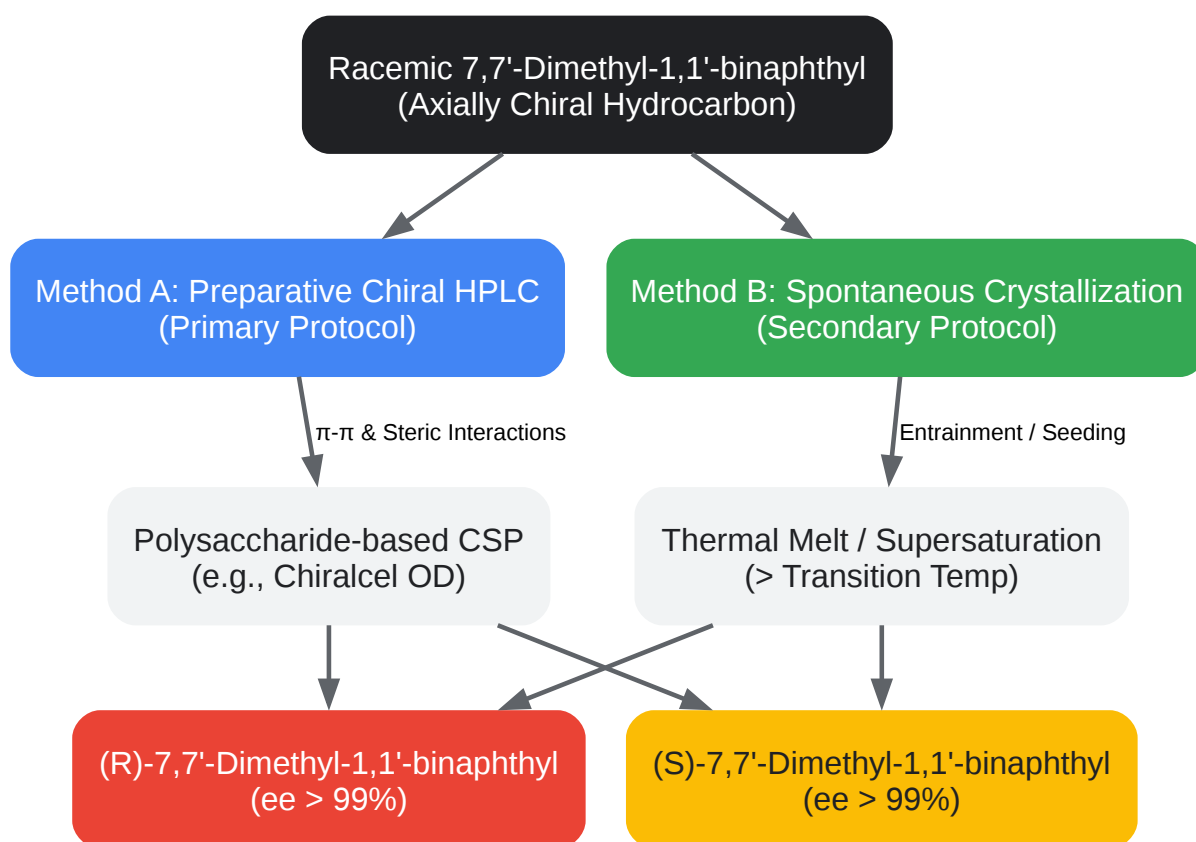 Racemic 7,7'-Dimethyl-1,1'-binaphthyl
(Axially Chiral Hydrocarbon)
Method A: Preparative Chiral HPLC
(Primary Protocol)
Method B: Spontaneous Crystallization
(Secondary Protocol)
π-π & Steric Interactions
Entrainment / Seeding
Polysaccharide-based CSP
(e.g., Chiralcel OD)
Thermal Melt / Supersaturation
(> Transition Temp)
(R)-7,7'-Dimethyl-1,1'-binaphthyl
(ee > 99%)
(S)-7,7'-Dimethyl-1,1'-binaphthyl
(ee > 99%)